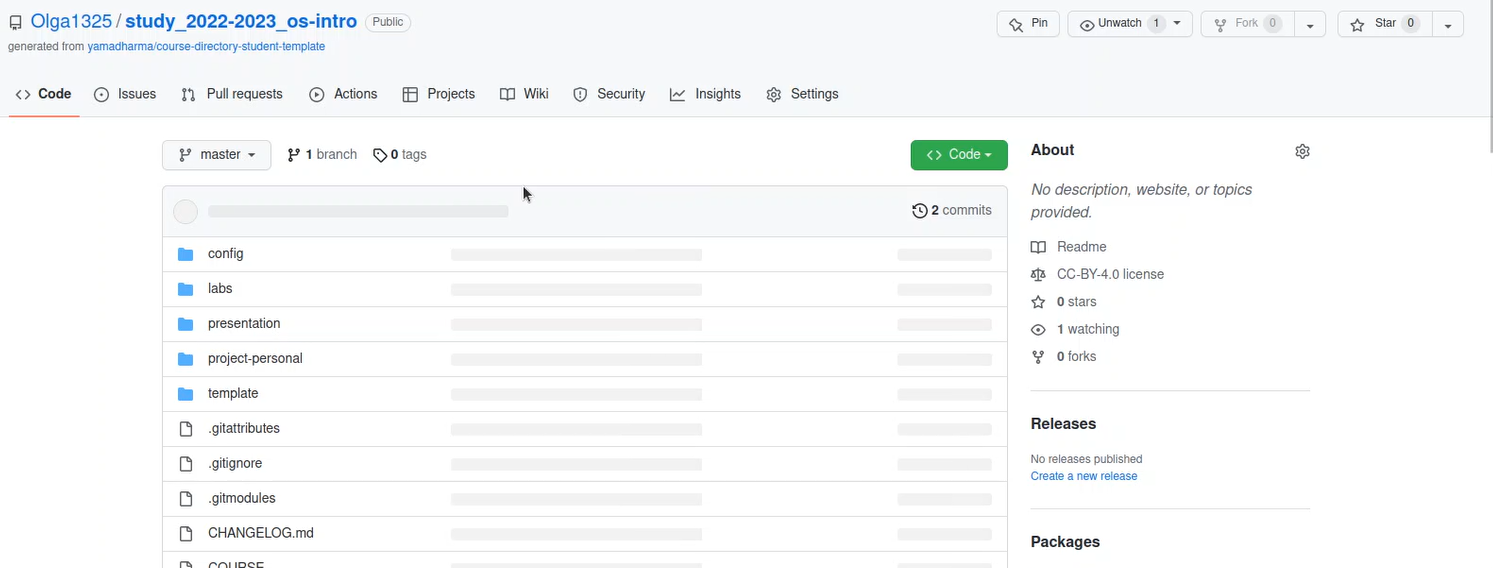 Olga1325 / study_2022-2023_os-intro Public Pin Unwatch 1 Fork 0 Star 0
generated from yamadharma/course-directory-student-template
Code Issues Pull requests Actions Projects Wiki Security Insights Settings
master 1 branch 0 tags Code
2 commits
config
labs
presentation
project-personal
template
.gitattributes
.gitignore
.gitmodules
CHANGELOG.md
COURSE
About
No description, website, or topics
provided.
Readme
CC-BY-4.0 license
0 stars
1 watching
0 forks
Releases
No releases published
Create a new release
Packages